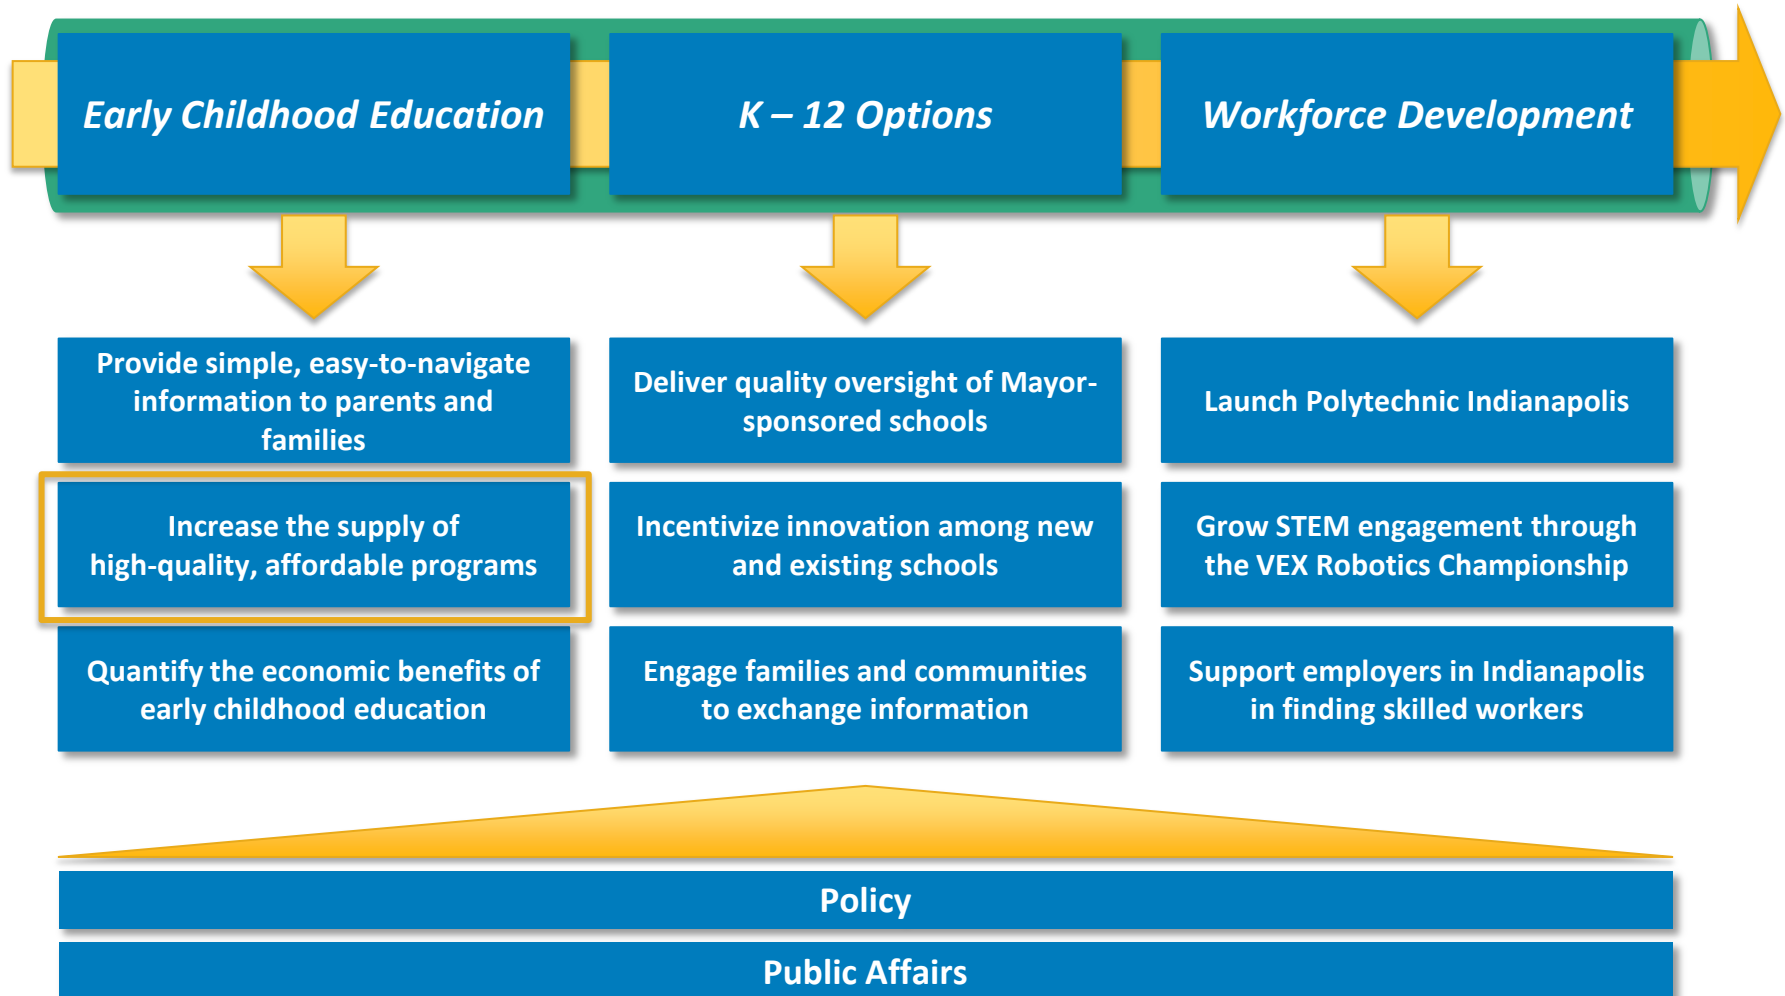 Early Childhood Education
K – 12 Options
Workforce Development
Provide simple, easy-to-navigate
information to parents and
families
Deliver quality oversight of Mayor-
sponsored schools
Launch Polytechnic Indianapolis
Increase the supply of
high-quality, affordable programs
Incentivize innovation among new
and existing schools
Grow STEM engagement through
the VEX Robotics Championship
Quantify the economic benefits of
early childhood education
Engage families and communities
to exchange information
Support employers in Indianapolis
in finding skilled workers
Policy
Public Affairs